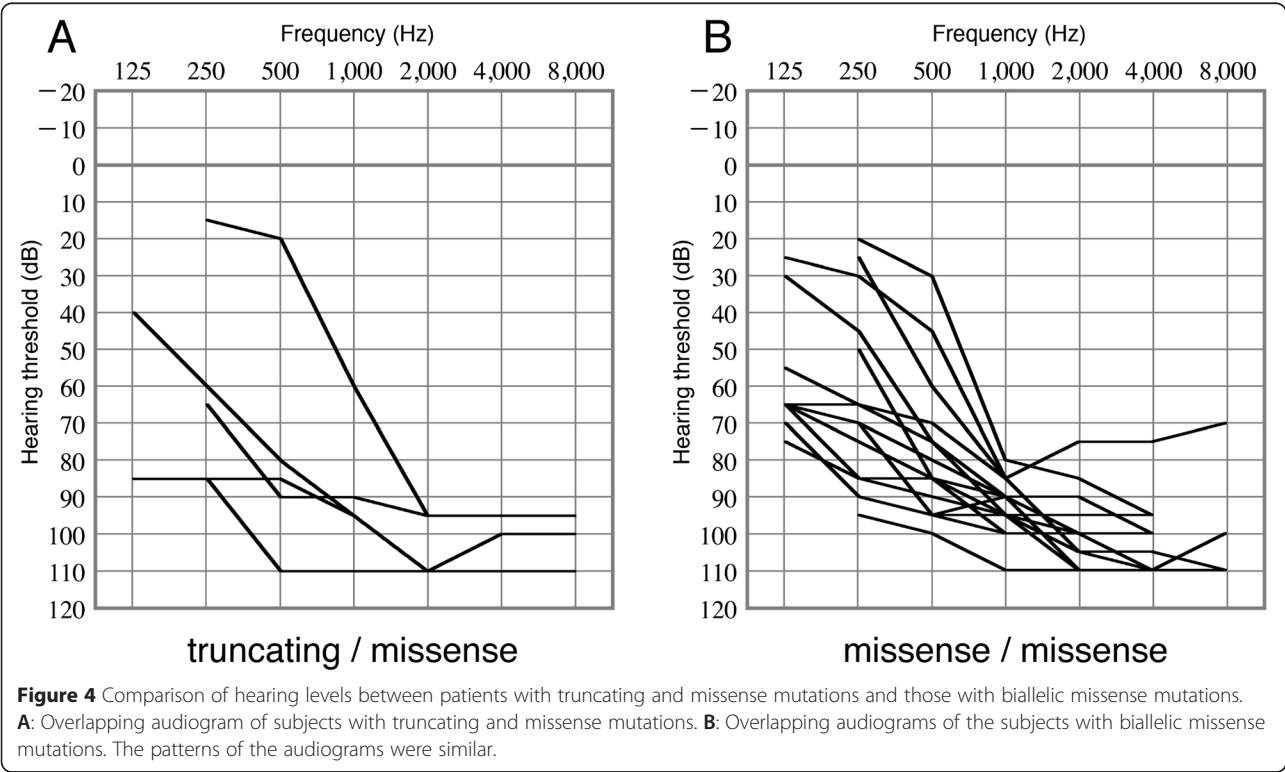 A
Frequency (Hz)
125 250 500 1,000 2,000 4,000 8,000
−20
−10
0
10
20
30
40
50
60
70
80
90
100
110
120
Hearing threshold (dB)
truncating / missense
B
Frequency (Hz)
125 250 500 1,000 2,000 4,000 8,000
−20
−10
0
10
20
30
40
50
60
70
80
90
100
110
120
Hearing threshold (dB)
missense / missense
Figure 4 Comparison of hearing levels between patients with truncating and missense mutations and those with biallelic missense mutations.
A: Overlapping audiogram of subjects with truncating and missense mutations. B: Overlapping audiograms of the subjects with biallelic missense
mutations. The patterns of the audiograms were similar.